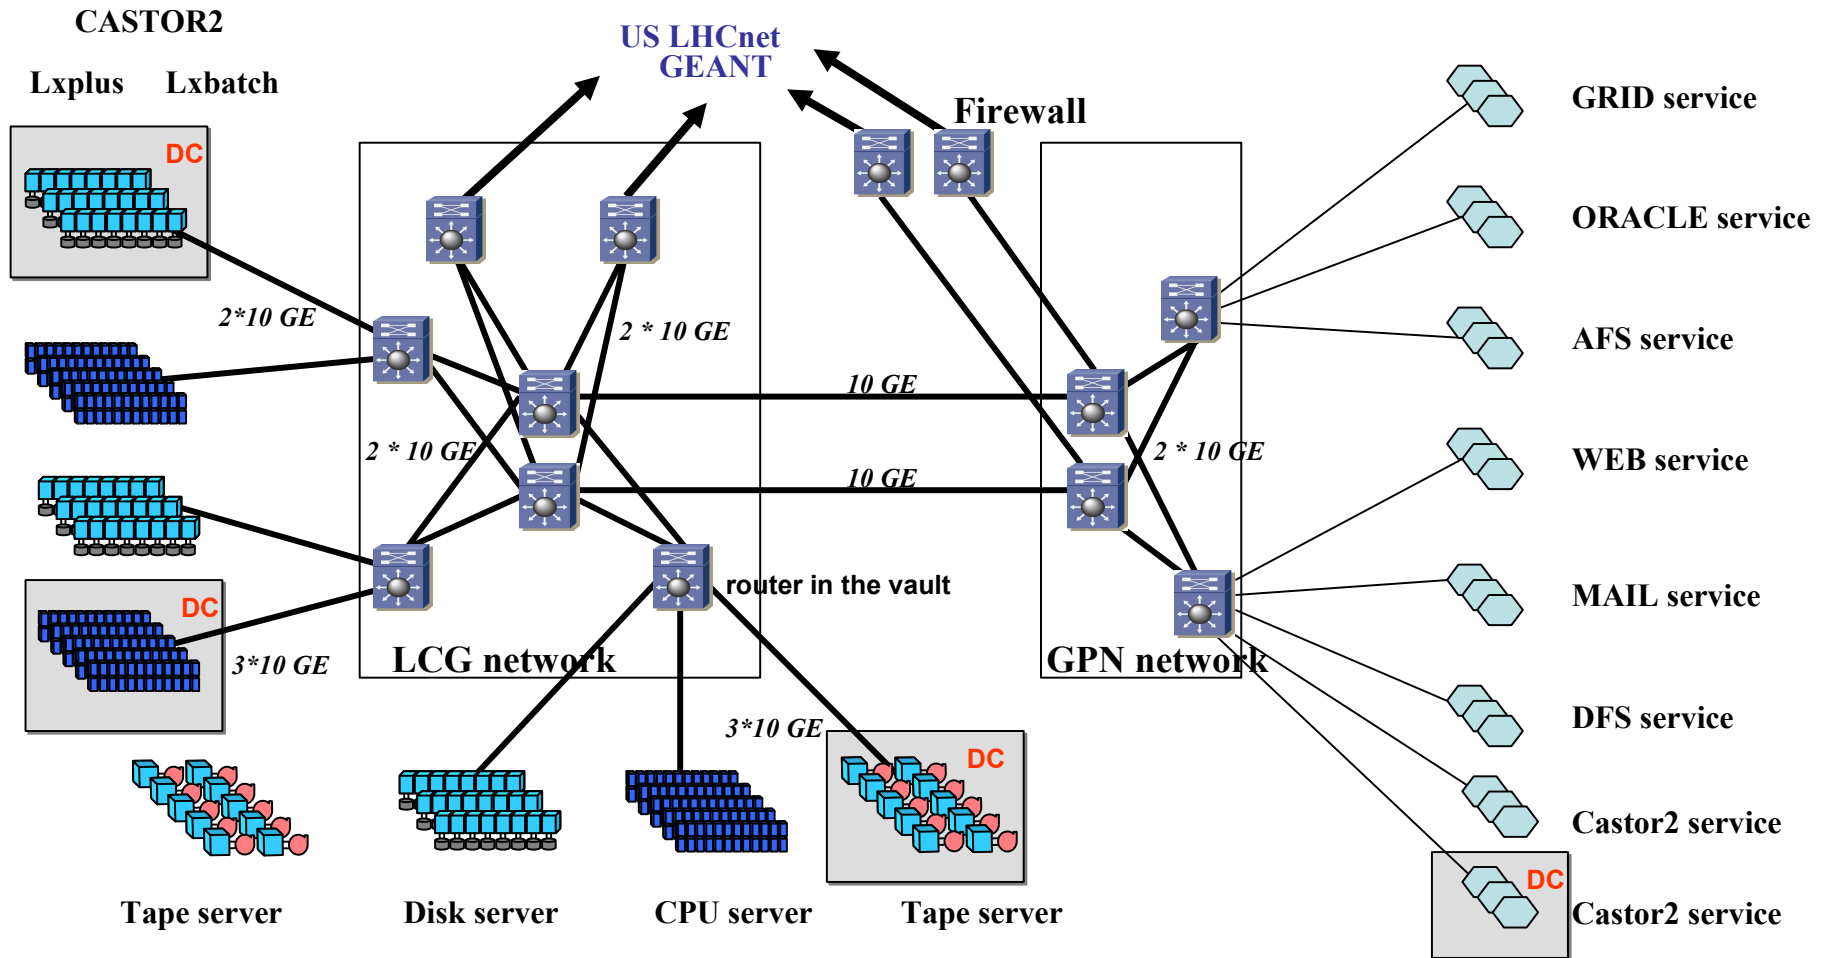 CASTOR2
US LHCnet
GEANT
Lxplus Lxbatch
Firewall
GRID service
DC
ORACLE service
2*10 GE
2 * 10 GE
AFS service
10 GE
2 * 10 GE
2 * 10 GE
WEB service
10 GE
router in the vault
MAIL service
DC
3*10 GE
LCG network
GPN network
DFS service
3*10 GE
DC
Castor2 service
DC
Tape server
Disk server
CPU server
Tape server
Castor2 service